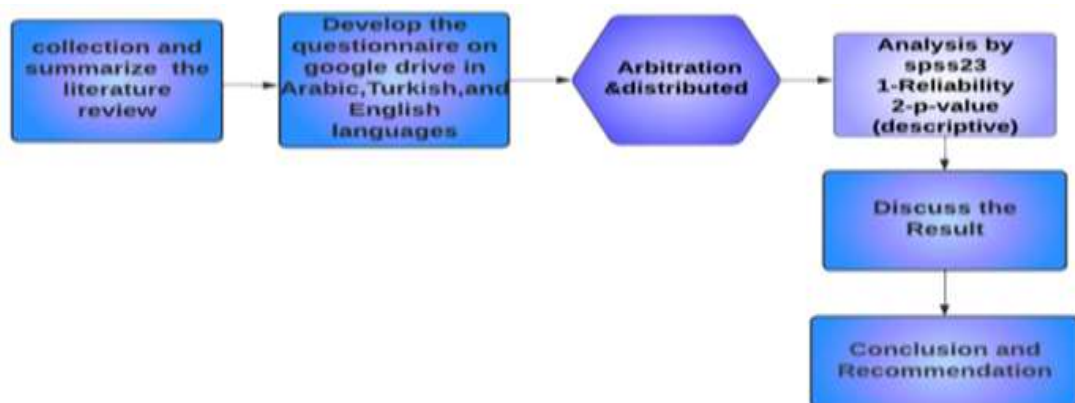 collection and
summarize the
literature
review
Develop the
questionnaire on
google drive in
Arabic,Turkish,and
English
languages
Arbitration
&distributed
Analysis by
spss23
1-Reliability
2-p-value
(descriptive)
Discuss the
Result
Conclusion and
Recommendation